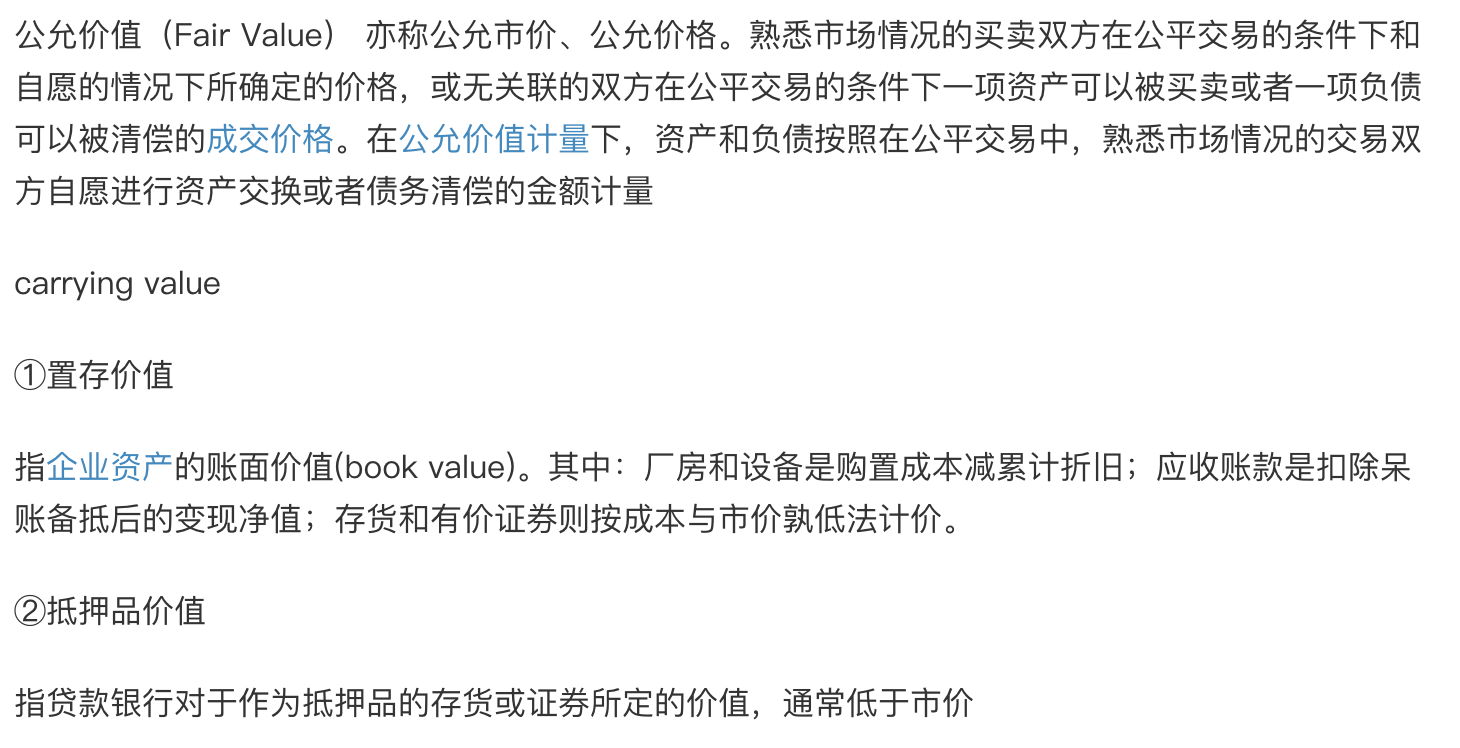 公允价值（Fair Value） 亦称公允市价、公允价格。熟悉市场情况的买卖双方在公平交易的条件下和
自愿的情况下所确定的价格，或无关联的双方在公平交易的条件下一项资产可以被买卖或者一项负债
可以被清偿的成交价格。在公允价值计量下，资产和负债按照在公平交易中，熟悉市场情况的交易双
方自愿进行资产交换或者债务清偿的金额计量
carrying value
①置存价值
指企业资产的账面价值(book value)。其中：厂房和设备是购置成本减累计折旧；应收账款是扣除呆
账备抵后的变现净值；存货和有价证券则按成本与市价孰低法计价。
②抵押品价值
指贷款银行对于作为抵押品的存货或证券所定的价值，通常低于市价